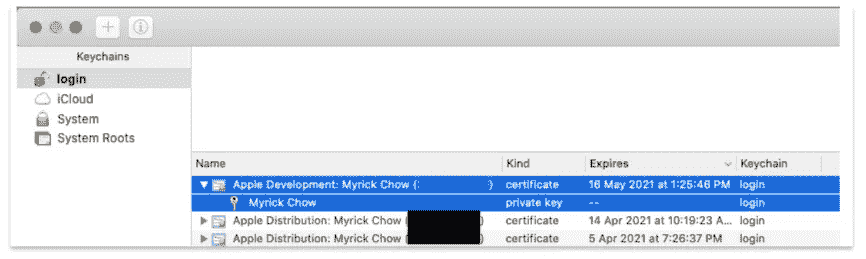 Keychains
login
iCloud
System
System Roots
Name Kind Expires Keychain
Apple Development: Myrick Chow ( ) certificate 16 May 2021 at 1:25:46 PM login
Myrick Chow private key -- login
Apple Distribution: Myrick Chow ( ) certificate 14 Apr 2021 at 10:19:23 A... login
Apple Distribution: Myrick Chow ( ) certificate 5 Apr 2021 at 7:26:37 PM login